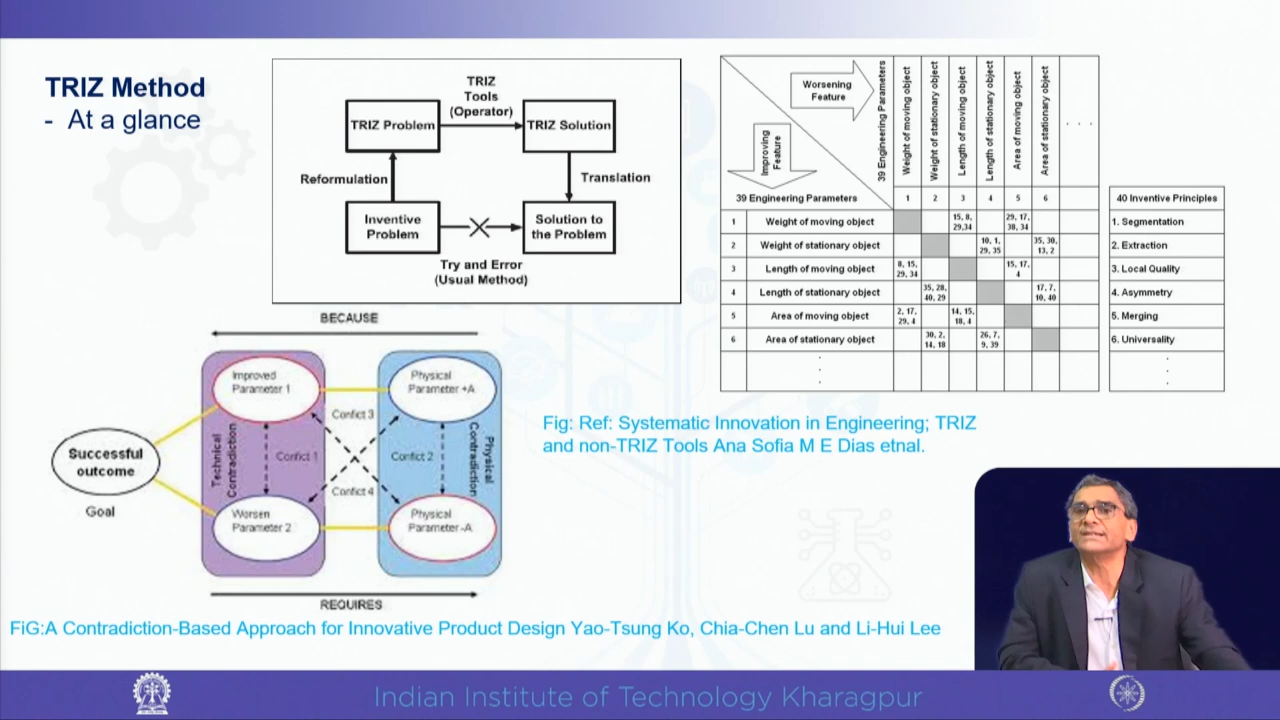 TRIZ Method
- At a glance
TRIZ
Tools
(Operator)
TRIZ Problem
TRIZ Solution
Reformulation
Translation
Inventive
Problem
Solution to
the Problem
Try and Error
(Usual Method)
BECAUSE
Improved
Parameter 1
Physical
Parameter +A
Confict 3
Successful
outcome
Goal
Technical
Contradiction
Confict 1
Confict 2
Physical
Contradiction
Confict 4
Worsen
Parameter 2
Physical
Parameter -A
REQUIRES
FiG:A Contradiction-Based Approach for Innovative Product Design Yao-Tsung Ko, Chia-Chen Lu and Li-Hui Lee
Worsening
Feature
Improving
Feature
39 Engineering Parameters
Weight of moving object
Weight of stationary object
Length of moving object
Length of stationary object
Area of moving object
Area of stationary object
. . .
39 Engineering Parameters 1 2 3 4 5 6
1 Weight of moving object 15, 8, 29,34 29, 17, 38, 34
2 Weight of stationary object 10, 1, 29, 35 35, 30, 13, 2
3 Length of moving object 8, 15, 29, 34 15, 17, 4
4 Length of stationary object 35, 28, 40, 29 17, 7, 10, 40
5 Area of moving object 2, 17, 29, 4 14, 15, 18, 4
6 Area of stationary object 30, 2, 14, 18 26, 7, 9, 39
40 Inventive Principles
1. Segmentation
2. Extraction
3. Local Quality
4. Asymmetry
5. Merging
6. Universality
Fig: Ref: Systematic Innovation in Engineering; TRIZ
and non-TRIZ Tools Ana Sofia M E Dias etnal.
Indian Institute of Technology Kharagpur